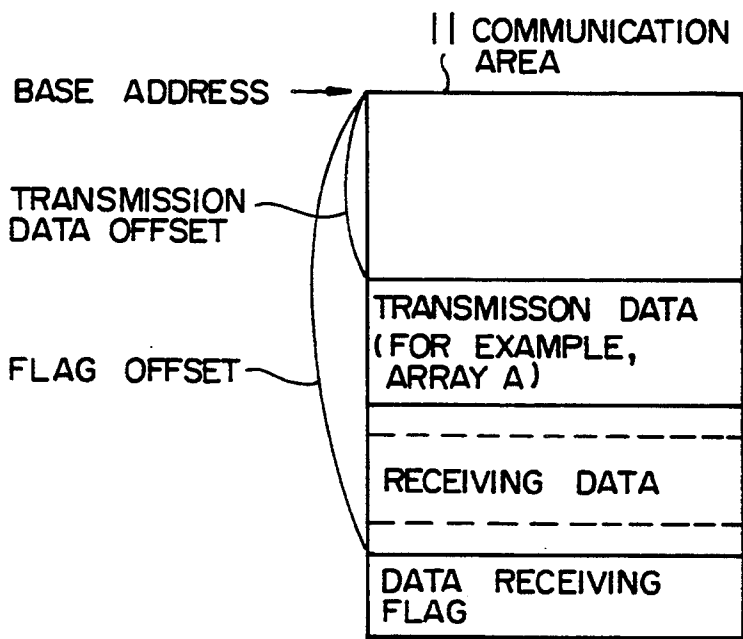 11 COMMUNICATION
AREA
BASE ADDRESS
TRANSMISSION
DATA OFFSET
TRANSMISSON DATA
(FOR EXAMPLE,
ARRAY A)
FLAG OFFSET
RECEIVING DATA
DATA RECEIVING
FLAG